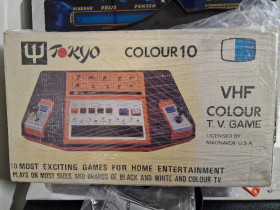 TOKYO COLOUR 10
VHF
COLOUR
T.V. GAME
LICENSED BY
MAGNAVOX U.S.A.
10 MOST EXCITING GAMES FOR HOME ENTERTAINMENT
PLAYS ON MOST SIZES AND BRANDS OF BLACK AND WHITE AND COLOUR TV.